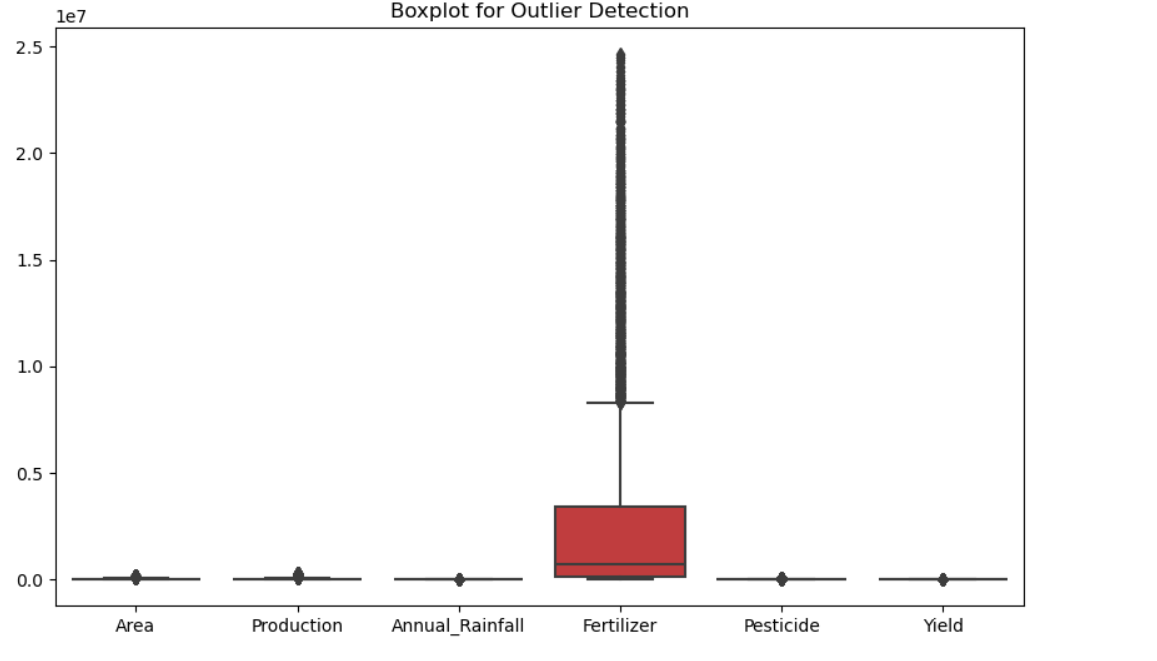 Boxplot for Outlier Detection
1e7
2.5
2.0
1.5
1.0
0.5
0.0
Area Production Annual_Rainfall Fertilizer Pesticide Yield